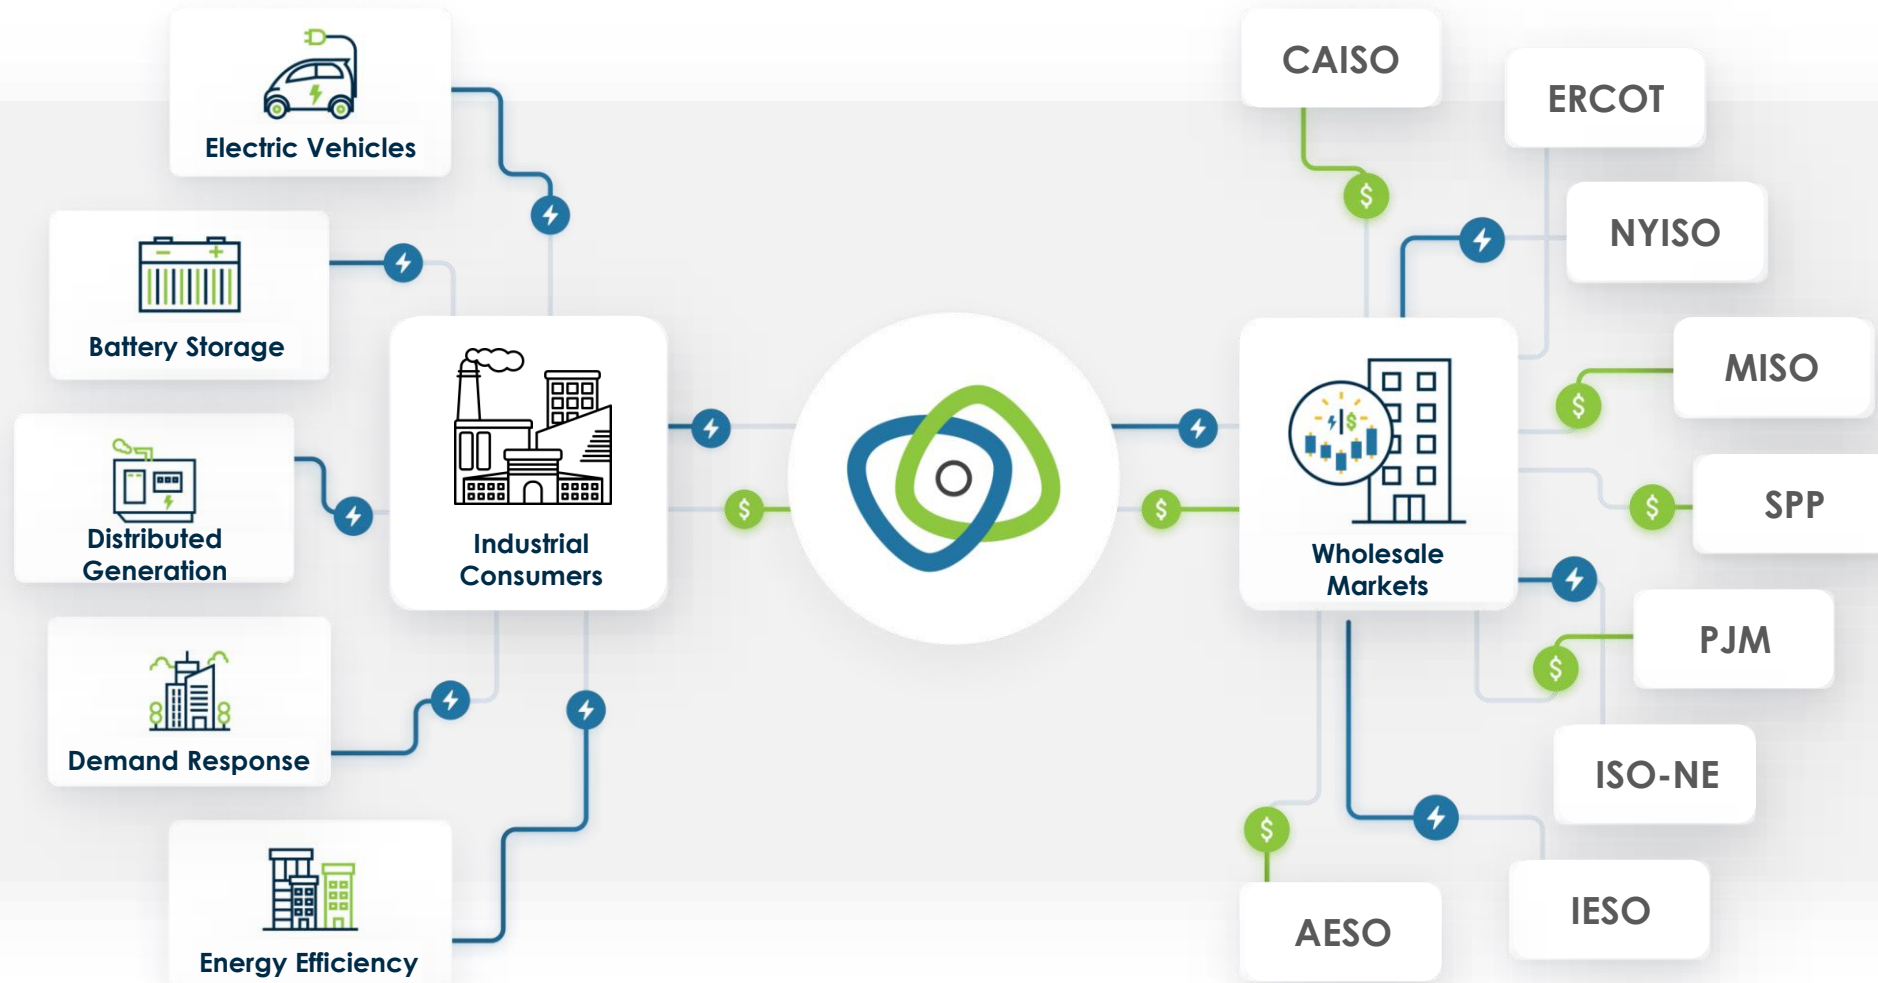 Electric Vehicles
Battery Storage
Distributed
Generation
Demand Response
Energy Efficiency
Industrial
Consumers
Wholesale
Markets
CAISO
ERCOT
NYISO
MISO
SPP
PJM
ISO-NE
IESO
AESO